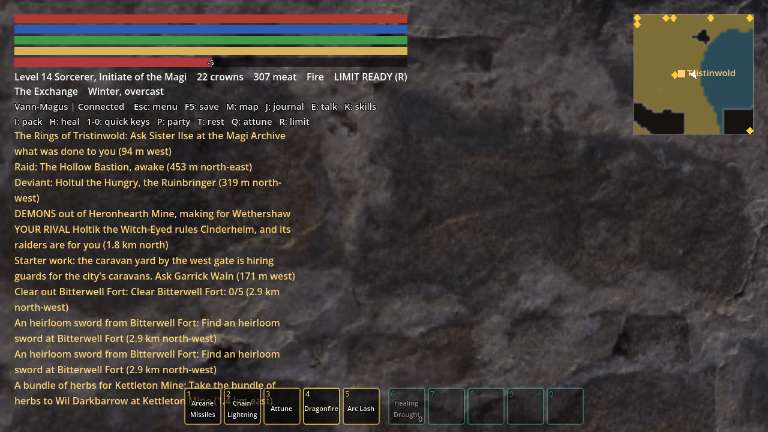 Level 14 Sorcerer, Initiate of the Magi 22 crowns 307 meat Fire LIMIT READY (R)
The Exchange Winter, overcast
Vann-Magus | Connected Esc: menu F5: save M: map J: journal E: talk K: skills
I: pack H: heal 1-0: quick keys P: party T: rest Q: attune R: limit
The Rings of Tristinwold: Ask Sister Ilse at the Magi Archive
what was done to you (94 m west)
Raid: The Hollow Bastion, awake (453 m north-east)
Deviant: Holtul the Hungry, the Ruinbringer (319 m north-
west)
DEMONS out of Heronhearth Mine, making for Wethershaw
YOUR RIVAL Holtik the Witch-Eyed rules Cinderhelm, and its
raiders are for you (1.8 km north)
Starter work: the caravan yard by the west gate is hiring
guards for the city's caravans. Ask Garrick Wain (171 m west)
Clear out Bitterwell Fort: Clear Bitterwell Fort: 0/5 (2.9 km
north-west)
An heirloom sword from Bitterwell Fort: Find an heirloom
sword at Bitterwell Fort (2.9 km north-west)
An heirloom sword from Bitterwell Fort: Find an heirloom
sword at Bitterwell Fort (2.9 km north-west)
A bundle of herbs for Kettleton Mine: Take the bundle of
herbs to Wil Darkbarrow at Kettleton
Tristinwold
1 Arcane Missiles
2 Chain Lightning
3 Attune
4 Dragonfire
5 Arc Lash
Healing Draught 0
7